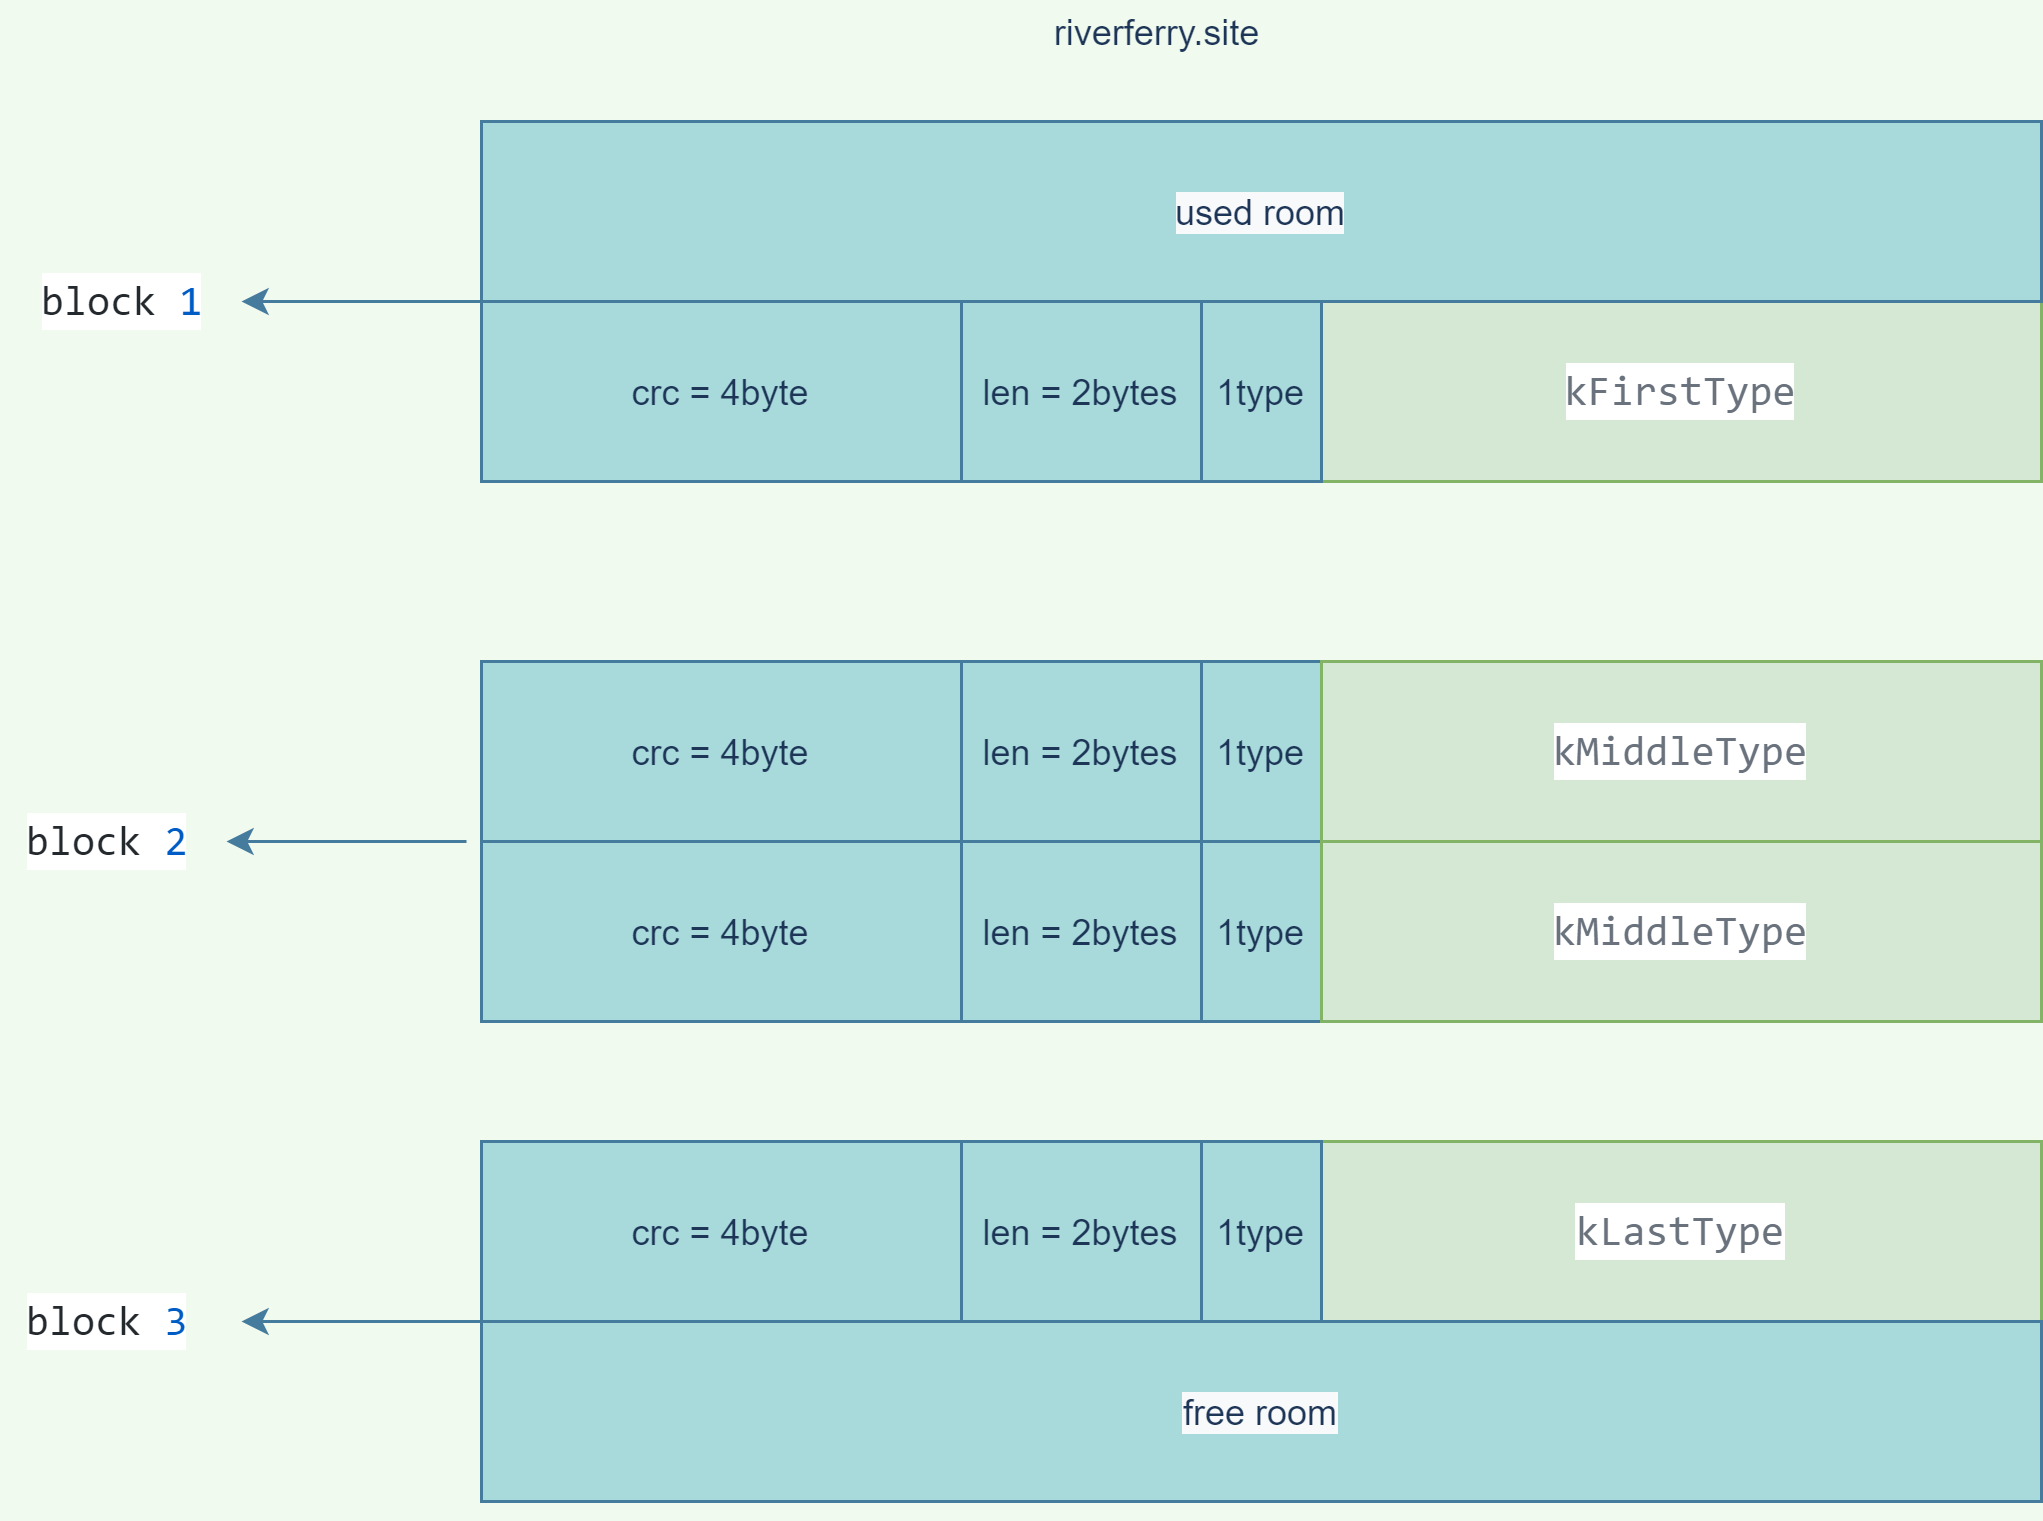 riverferry.site
used room
block 1
crc = 4byte len = 2bytes 1type kFirstType
crc = 4byte len = 2bytes 1type kMiddleType
block 2
crc = 4byte len = 2bytes 1type kMiddleType
crc = 4byte len = 2bytes 1type kLastType
block 3
free room